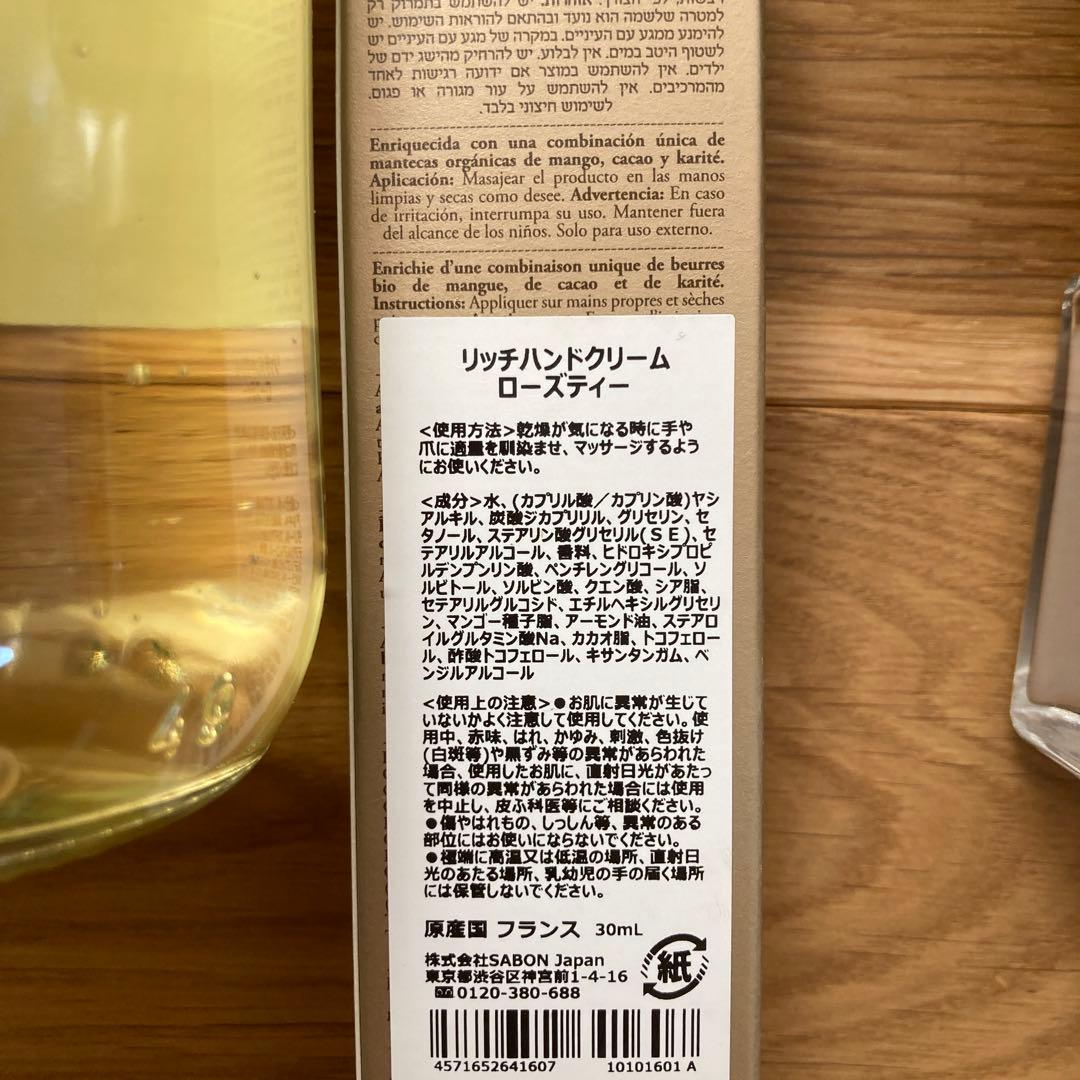 למטרה שלשמה הוא נועד ובהתאם להוראות השימוש. יש
להימנע ממגע עם העיניים. במקרה של מגע עם העיניים יש
לשטוף היטב במים. אין לבלוע. יש להרחיק מהישג ידם של
ילדים. אין להשתמש במוצר אם ידועה רגישות לאחד
מהמרכיבים. אין להשתמש על עור מגורה או פגום.
לשימוש חיצוני בלבד.
Enriquecida con una combinación única de
mantecas orgánicas de mango, cacao y karité.
Aplicación: Masajear el producto en las manos
limpias y secas como desee. Advertencia: En caso
de irritación, interrumpa su uso. Mantener fuera
del alcance de los niños. Solo para uso externo.
Enrichie d'une combinaison unique de beurres
bio de mangue, de cacao et de karité.
Instructions: Appliquer sur mains propres et sèches
リッチハンドクリーム
ローズティー
<使用方法>乾燥が気になる時に手や
爪に適量を馴染ませ、マッサージするよう
にお使いください。
<成分>水、(カプリル酸/カプリン酸)ヤシ
アルキル、炭酸ジカプリリル、グリセリン、セ
タノール、ステアリン酸グリセリル(SE)、セ
テアリルアルコール、香料、ヒドロキシプロピ
ルデンプンリン酸、ペンチレングリコール、ソ
ルビトール、ソルビン酸、クエン酸、シア脂、
セテアリルグルコシド、エチルヘキシルグリセリ
ン、マンゴー種子脂、アーモンド油、ステアロ
イルグルタミン酸Na、カカオ脂、トコフェロー
ル、酢酸トコフェロール、キサンタンガム、ベ
ンジルアルコール
<使用上の注意>●お肌に異常が生じて
いないかよく注意して使用してください。使
用中、赤味、はれ、かゆみ、刺激、色抜け
(白斑等)や黒ずみ等の異常があらわれた
場合、使用したお肌に、直射日光があたっ
て同様の異常があらわれた場合には使用
を中止し、皮ふ科医等にご相談ください。
●傷やはれもの、しっしん等、異常のある
部位にはお使いにならないでください。
●極端に高温又は低温の場所、直射日
光のあたる場所、乳幼児の手の届く場所
には保管しないでください。
原産国 フランス 30mL
株式会社SABON Japan
東京都渋谷区神宮前1-4-16
0120-380-688
紙
4571652641607 10101601 A